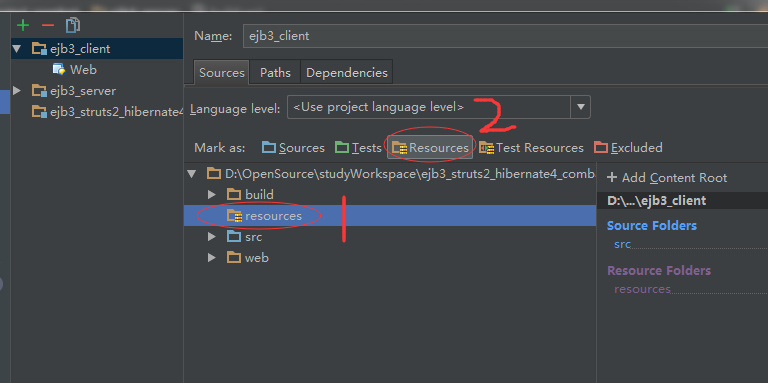 Name: ejb3_client
ejb3_client
Web
ejb3_server
ejb3_struts2_hibernate4
Sources Paths Dependencies
Language level: <Use project language level>
2
Mark as: Sources Tests Resources Test Resources Excluded
D:\OpenSource\studyWorkspace\ejb3_struts2_hibernate4_comb
build
resources
1
src
web
+ Add Content Root
D:\...\ejb3_client
Source Folders
src
Resource Folders
resources